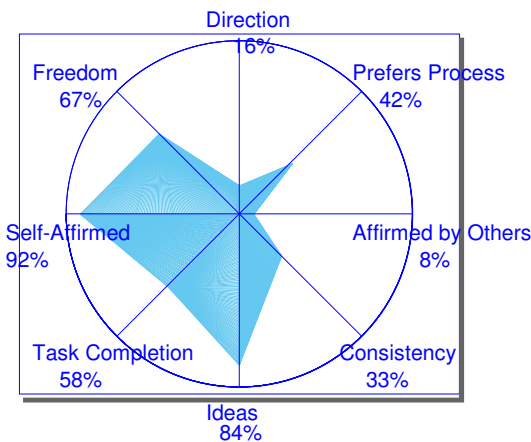 Direction
16%
Freedom
67%
Prefers Process
42%
Self-Affirmed
92%
Affirmed by Others
8%
Task Completion
58%
Consistency
33%
Ideas
84%